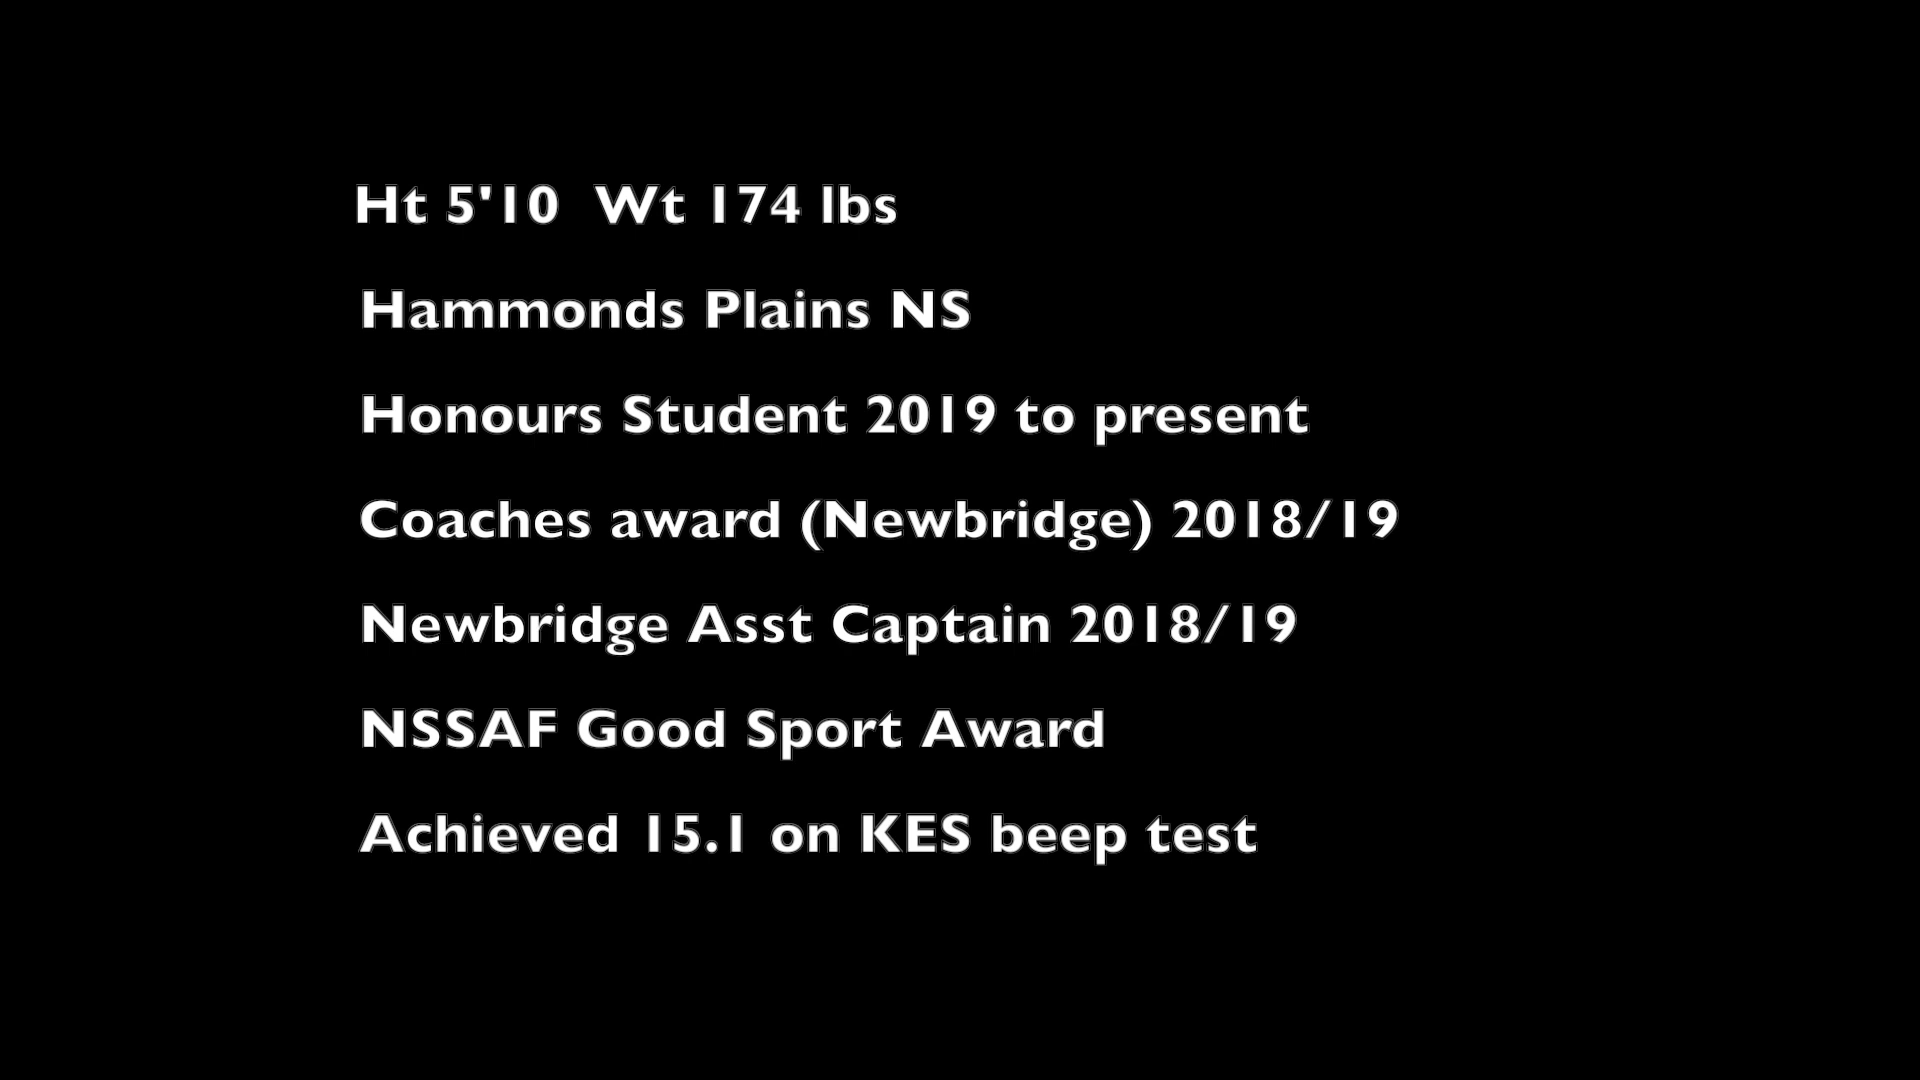 Ht 5'10  Wt 174 lbs
Hammonds Plains NS
Honours Student 2019 to present
Coaches award (Newbridge) 2018/19
Newbridge Asst Captain 2018/19
NSSAF Good Sport Award
Achieved 15.1 on KES beep test